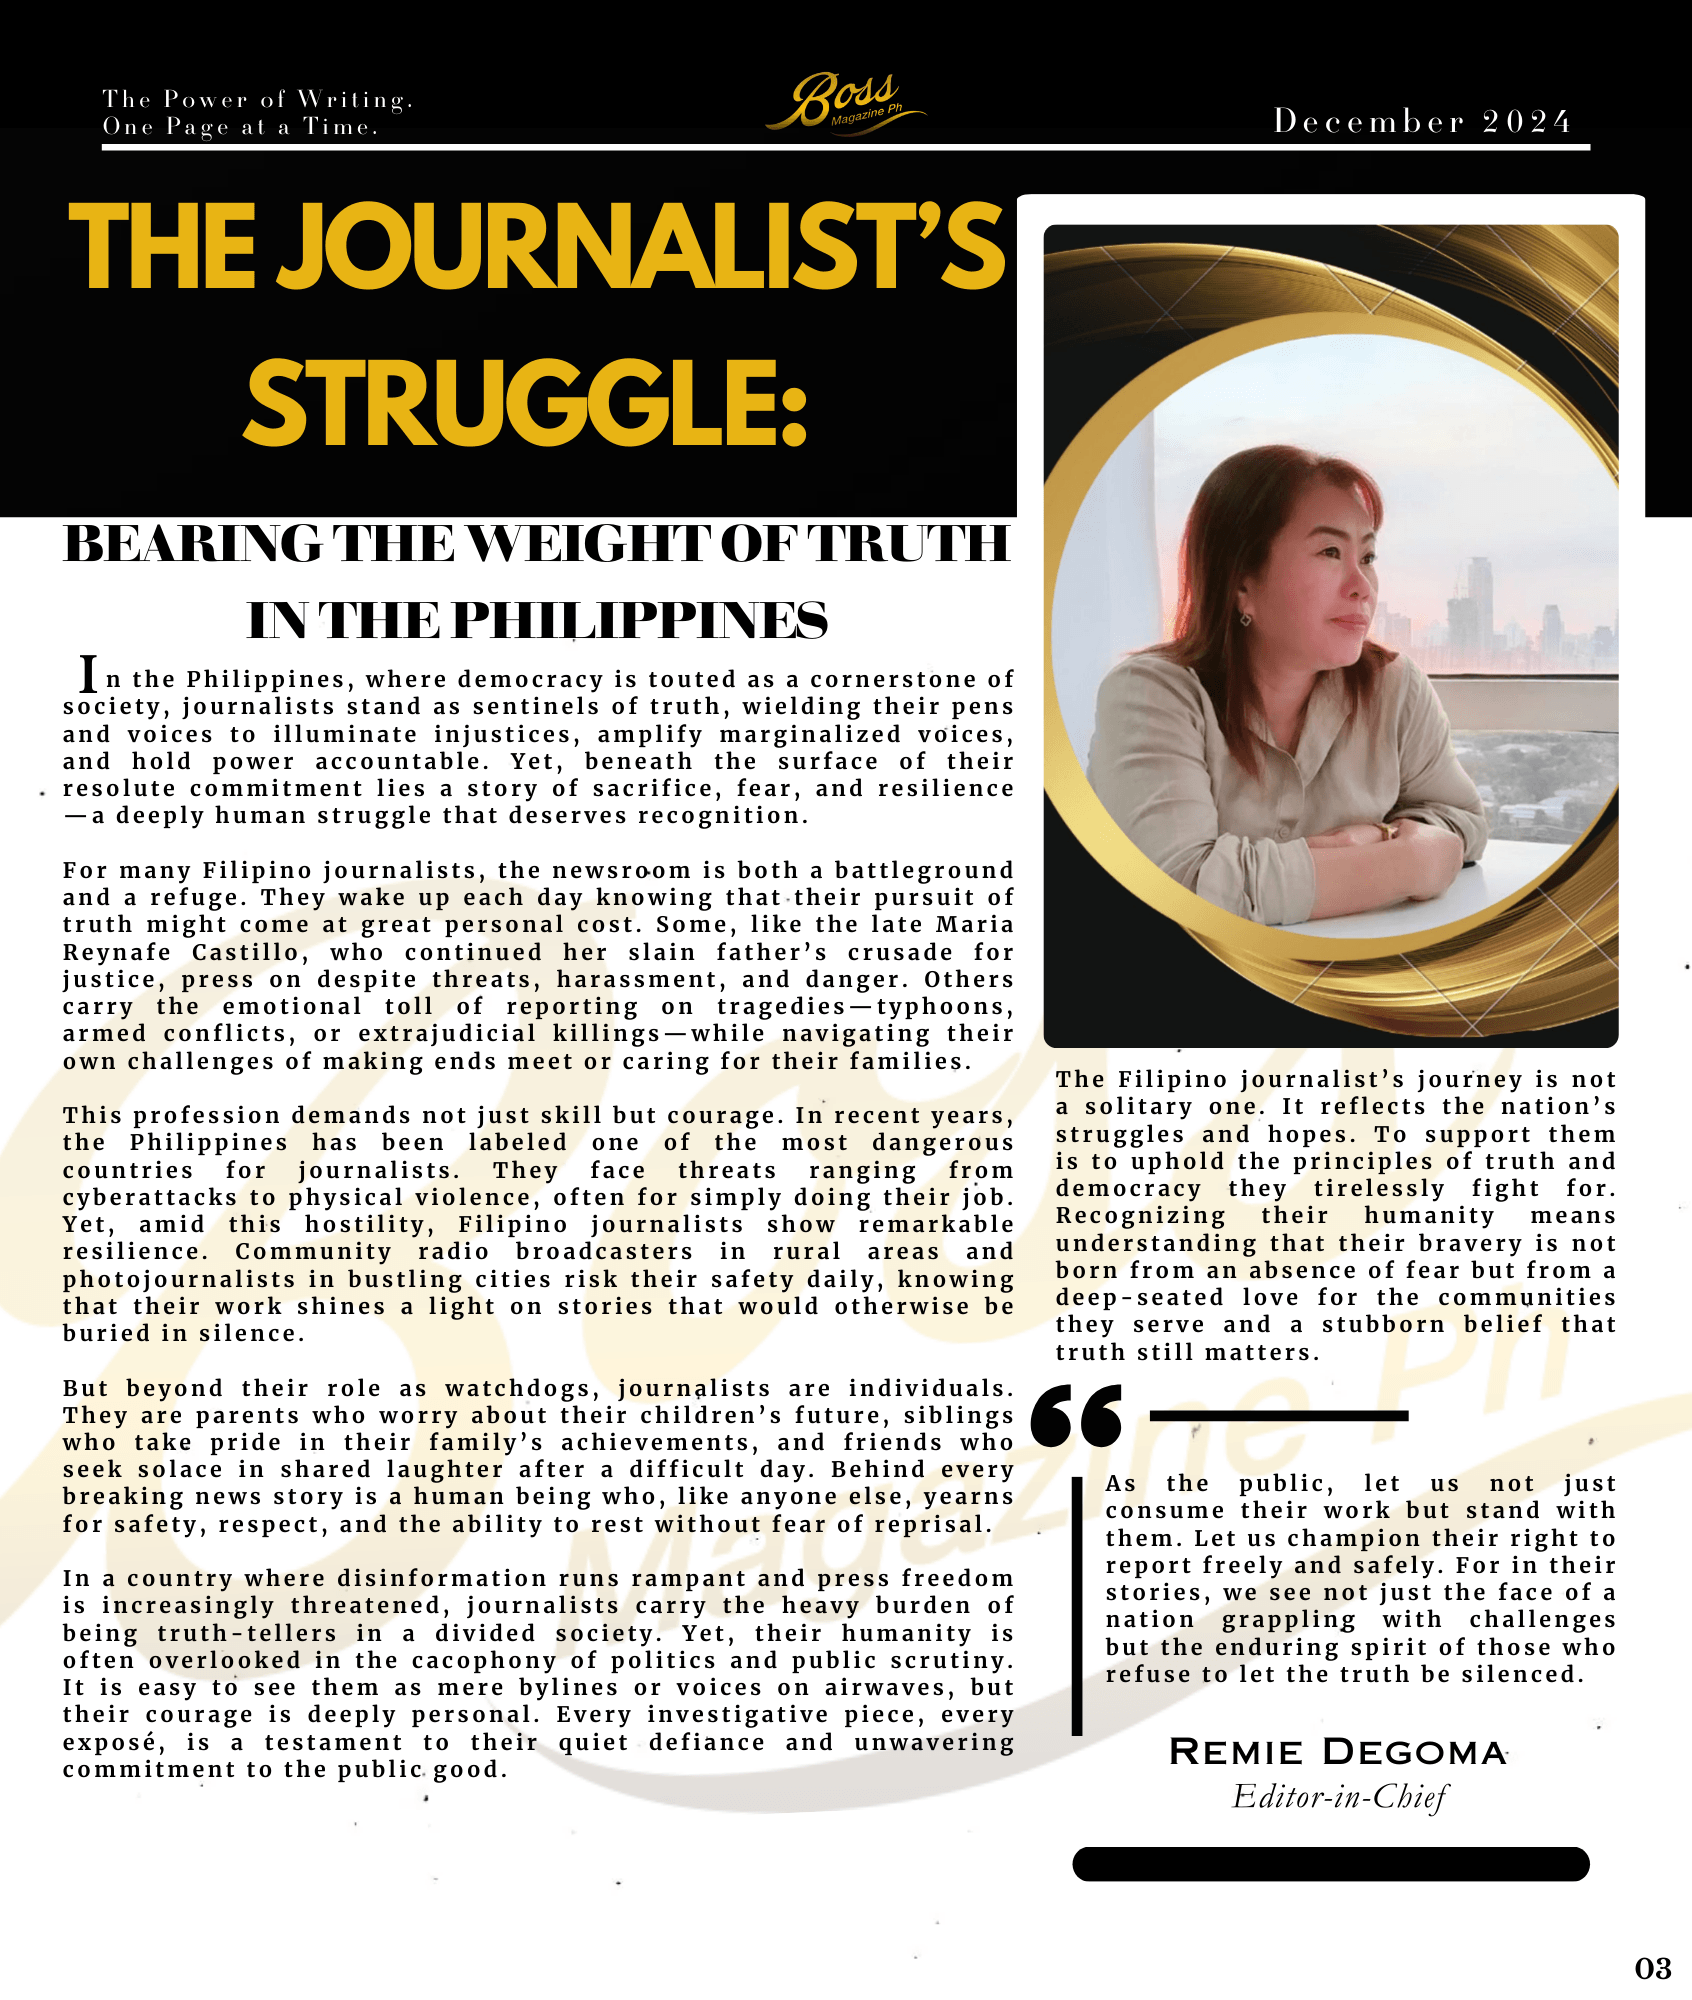 The Power of Writing.
One Page at a Time.
Boss
Magazine Ph
December 2024
THE JOURNALIST’S
STRUGGLE:
BEARING THE WEIGHT OF TRUTH
IN THE PHILIPPINES
In the Philippines, where democracy is touted as a cornerstone of
society, journalists stand as sentinels of truth, wielding their pens
and voices to illuminate injustices, amplify marginalized voices,
and hold power accountable. Yet, beneath the surface of their
resolute commitment lies a story of sacrifice, fear, and resilience
—a deeply human struggle that deserves recognition.
For many Filipino journalists, the newsroom is both a battleground
and a refuge. They wake up each day knowing that their pursuit of
truth might come at great personal cost. Some, like the late Maria
Reynafe Castillo, who continued her slain father’s crusade for
justice, press on despite threats, harassment, and danger. Others
carry the emotional toll of reporting on tragedies—typhoons,
armed conflicts, or extrajudicial killings—while navigating their
own challenges of making ends meet or caring for their families.
This profession demands not just skill but courage. In recent years,
the Philippines has been labeled one of the most dangerous
countries for journalists. They face threats ranging from
cyberattacks to physical violence, often for simply doing their job.
Yet, amid this hostility, Filipino journalists show remarkable
resilience. Community radio broadcasters in rural areas and
photojournalists in bustling cities risk their safety daily, knowing
that their work shines a light on stories that would otherwise be
buried in silence.
But beyond their role as watchdogs, journalists are individuals.
They are parents who worry about their children’s future, siblings
who take pride in their family’s achievements, and friends who
seek solace in shared laughter after a difficult day. Behind every
breaking news story is a human being who, like anyone else, yearns
for safety, respect, and the ability to rest without fear of reprisal.
In a country where disinformation runs rampant and press freedom
is increasingly threatened, journalists carry the heavy burden of
being truth-tellers in a divided society. Yet, their humanity is
often overlooked in the cacophony of politics and public scrutiny.
It is easy to see them as mere bylines or voices on airwaves, but
their courage is deeply personal. Every investigative piece, every
exposé, is a testament to their quiet defiance and unwavering
commitment to the public good.
The Filipino journalist’s journey is not
a solitary one. It reflects the nation’s
struggles and hopes. To support them
is to uphold the principles of truth and
democracy they tirelessly fight for.
Recognizing their humanity means
understanding that their bravery is not
born from an absence of fear but from a
deep-seated love for the communities
they serve and a stubborn belief that
truth still matters.
“
As the public, let us not just
consume their work but stand with
them. Let us champion their right to
report freely and safely. For in their
stories, we see not just the face of a
nation grappling with challenges
but the enduring spirit of those who
refuse to let the truth be silenced.
REMIE DEGOMA
Editor-in-Chief
Boss
Magazine Ph
03